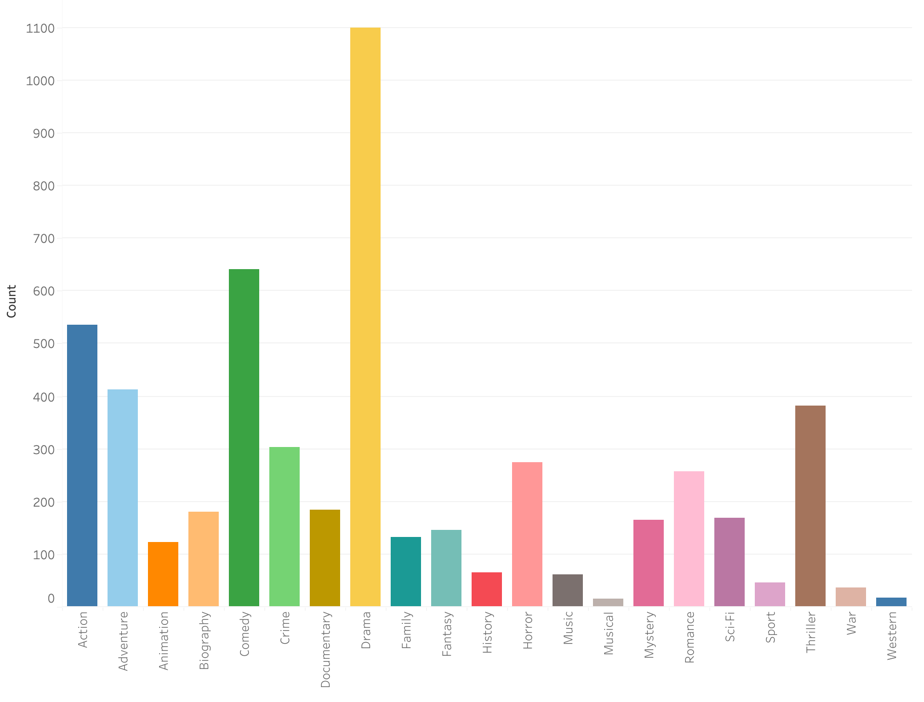 1100
1000
900
800
700
600
500
400
300
200
100
0
Count
Action
Adventure
Animation
Biography
Comedy
Crime
Documentary
Drama
Family
Fantasy
History
Horror
Music
Musical
Mystery
Romance
Sci-Fi
Sport
Thriller
War
Western